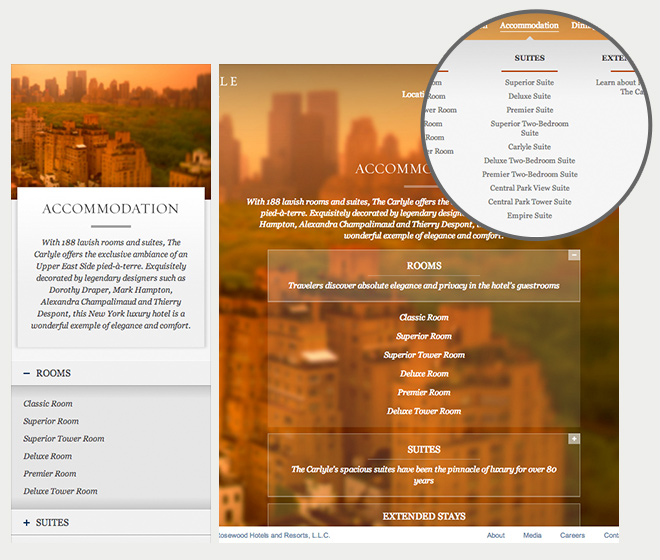 ACCOMMODATION
With 188 lavish rooms and suites, The
Carlyle offers the exclusive ambiance of an
Upper East Side pied-à-terre. Exquisitely
decorated by legendary designers such as
Dorothy Draper, Mark Hampton,
Alexandra Champalimaud and Thierry
Despont, this New York luxury hotel is a
wonderful exemple of elegance and comfort.
− ROOMS
Classic Room
Superior Room
Superior Tower Room
Deluxe Room
Premier Room
Deluxe Tower Room
+ SUITES
LE
Locati
ACCOMMO
With 188 lavish rooms and suites, The Carlyle offers the
pied-à-terre. Exquisitely decorated by legendary
Hampton, Alexandra Champalimaud and Thierry Despont,
wonderful exemple of elegance and comfort.
−
ROOMS
Travelers discover absolute elegance and privacy in the hotel's guestrooms
Classic Room
Superior Room
Superior Tower Room
Deluxe Room
Premier Room
Deluxe Tower Room
+
SUITES
The Carlyle's spacious suites have been the pinnacle of luxury for over 80
years
EXTENDED STAYS
osewood Hotels and Resorts, L.L.C.
About Media Careers Cont
Accommodation Dini
SUITES
Superior Suite
Deluxe Suite
Premier Suite
Superior Two-Bedroom
Suite
Carlyle Suite
Deluxe Two-Bedroom Suite
Premier Two-Bedroom Suite
Central Park View Suite
Central Park Tower Suite
Empire Suite
om
Room
wer Room
Room
Room
er Room
EXTEN
Learn about
The Ca